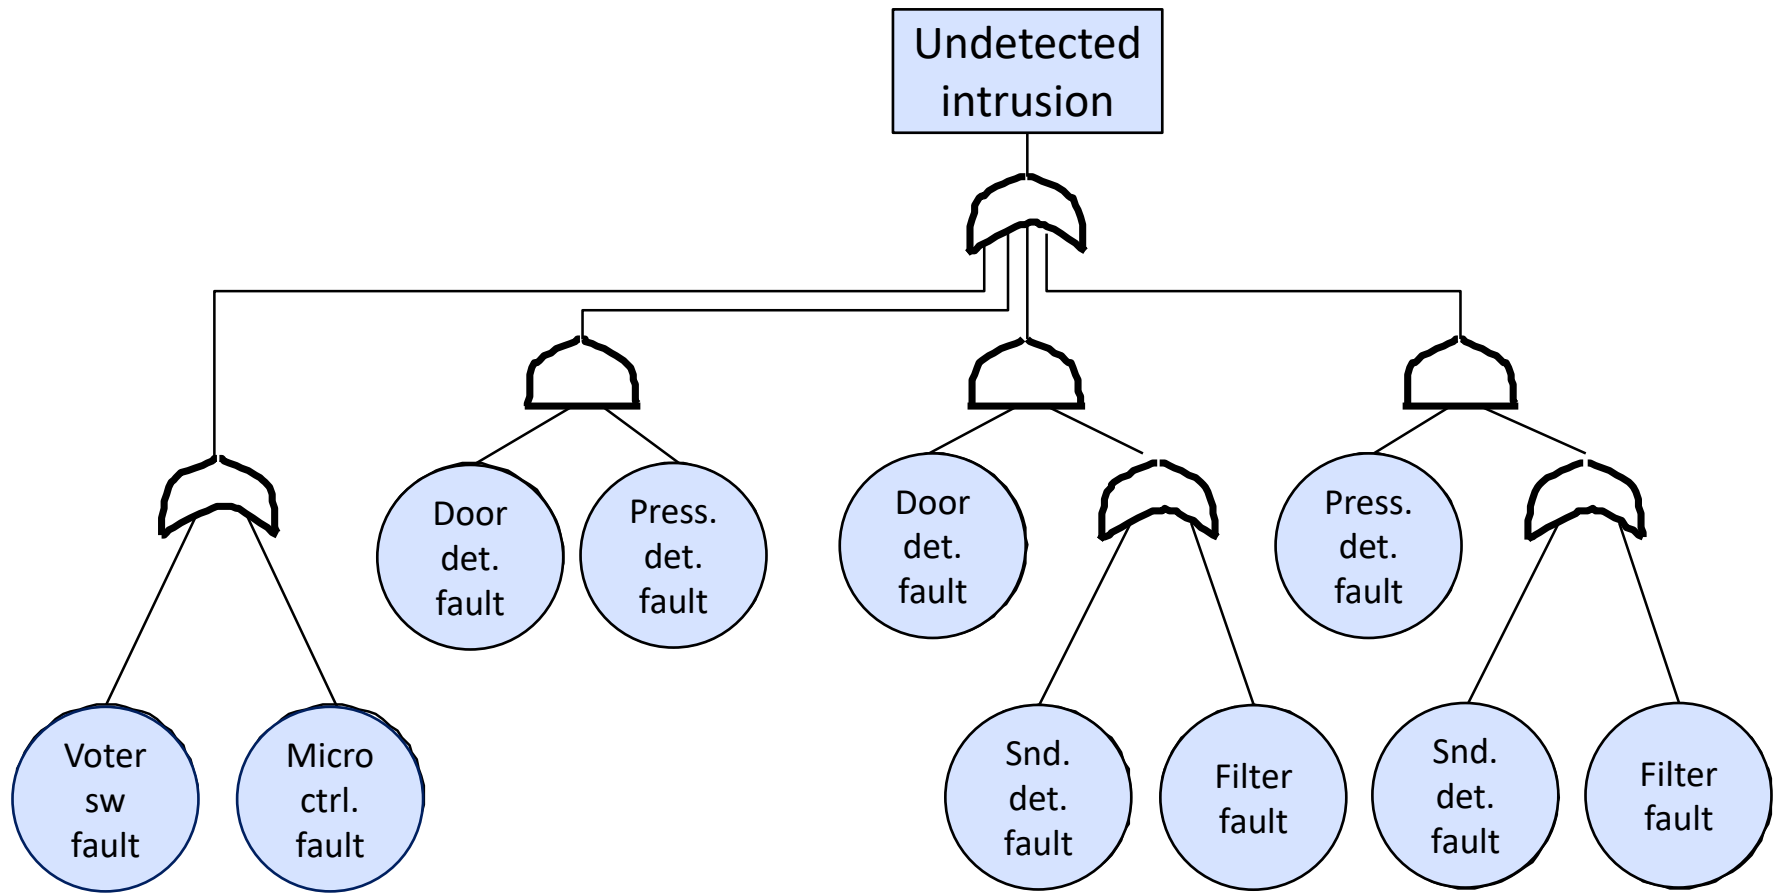 Undetected
intrusion
Door
det.
fault
Press.
det.
fault
Door
det.
fault
Press.
det.
fault
Voter
sw
fault
Micro
ctrl.
fault
Snd.
det.
fault
Filter
fault
Snd.
det.
fault
Filter
fault